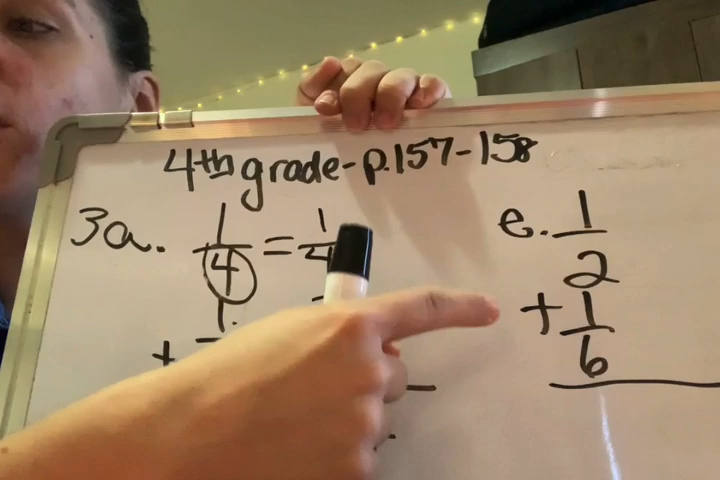 4th grade-p.157-158
3a. 1/4 = 1/4
+
e. 1/2
+ 1/6